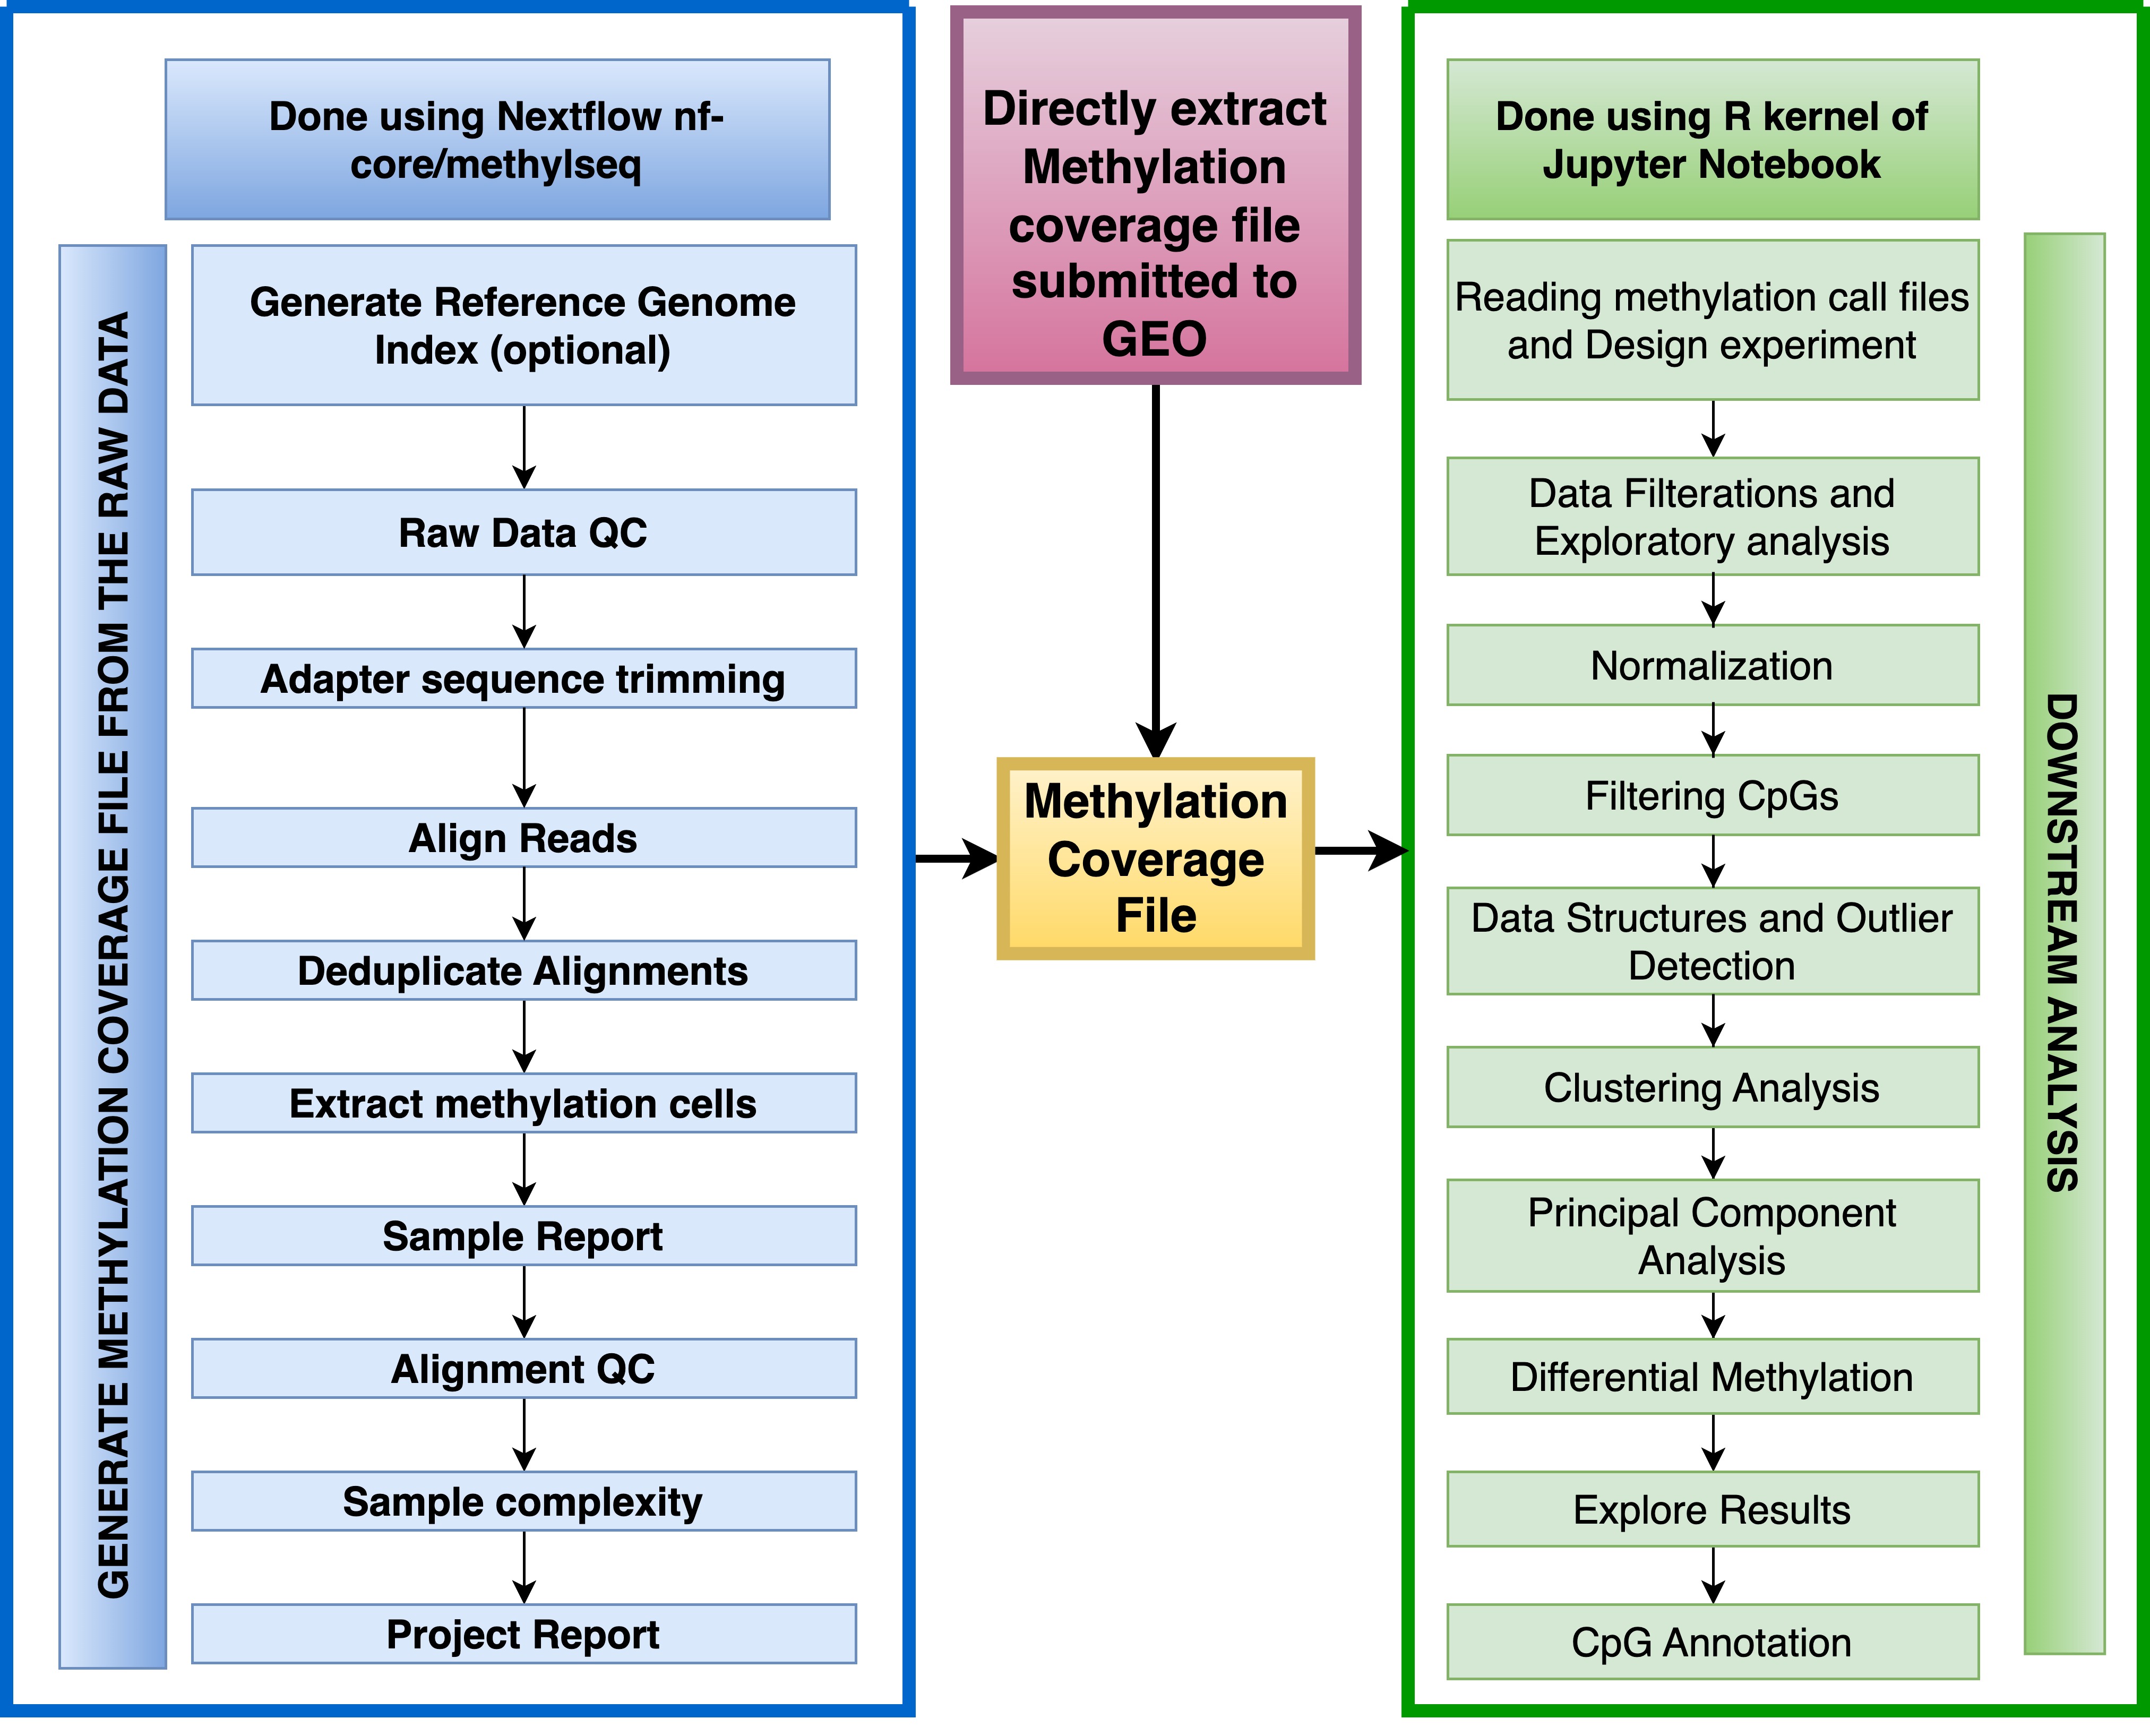 Done using Nextflow nf-
core/methylseq
GENERATE METHYLATION COVERAGE FILE FROM THE RAW DATA
Generate Reference Genome
Index (optional)
Raw Data QC
Adapter sequence trimming
Align Reads
Deduplicate Alignments
Extract methylation cells
Sample Report
Alignment QC
Sample complexity
Project Report
Directly extract
Methylation
coverage file
submitted to
GEO
Methylation
Coverage
File
Done using R kernel of
Jupyter Notebook
Reading methylation call files
and Design experiment
Data Filterations and
Exploratory analysis
Normalization
Filtering CpGs
Data Structures and Outlier
Detection
Clustering Analysis
Principal Component
Analysis
Differential Methylation
Explore Results
CpG Annotation
DOWNSTREAM ANALYSIS